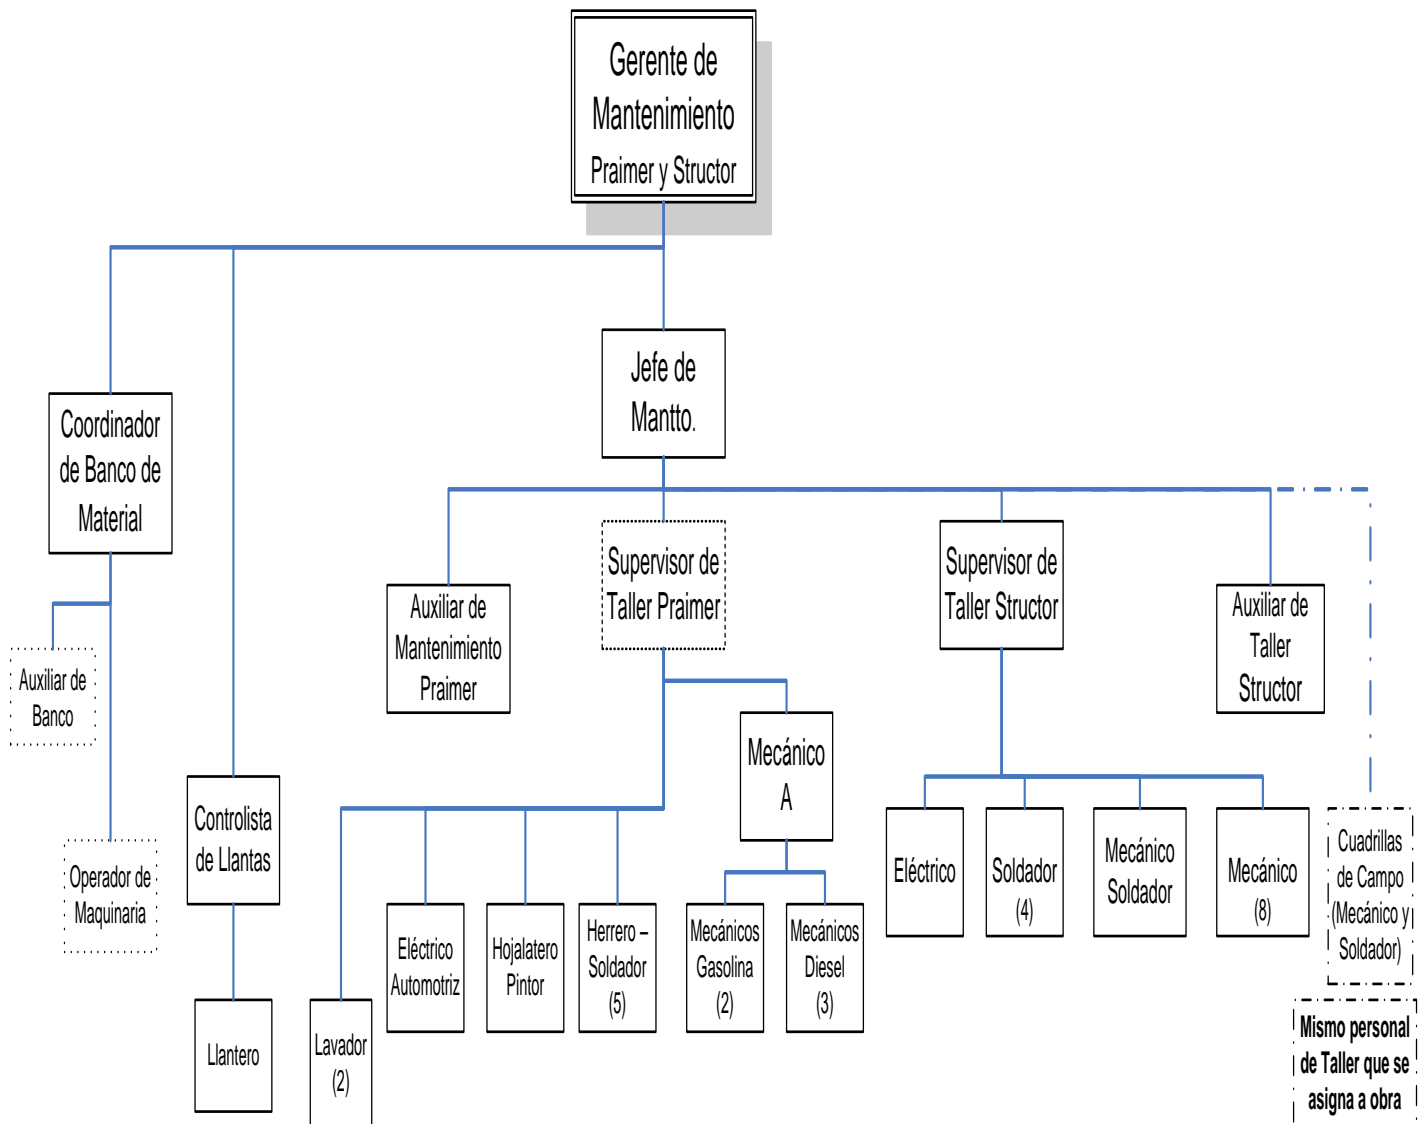 Gerente de
Mantenimiento
Praimer y Structor
Jefe de
Mantto.
Coordinador
de Banco de
Material
Supervisor de
Taller Praimer
Supervisor de
Taller Structor
Auxiliar de
Mantenimiento
Praimer
Auxiliar de
Taller
Structor
Auxiliar de
Banco
Mecánico
A
Controlista
de Llantas
Operador de
Maquinaria
Eléctrico
Soldador
(4)
Mecánico
Soldador
Mecánico
(8)
Cuadrillas
de Campo
(Mecánico y
Soldador)
Eléctrico
Automotriz
Hojalatero
Pintor
Herrero –
Soldador
(5)
Mecánicos
Gasolina
(2)
Mecánicos
Diesel
(3)
Llantero
Lavador
(2)
Mismo personal
de Taller que se
asigna a obra